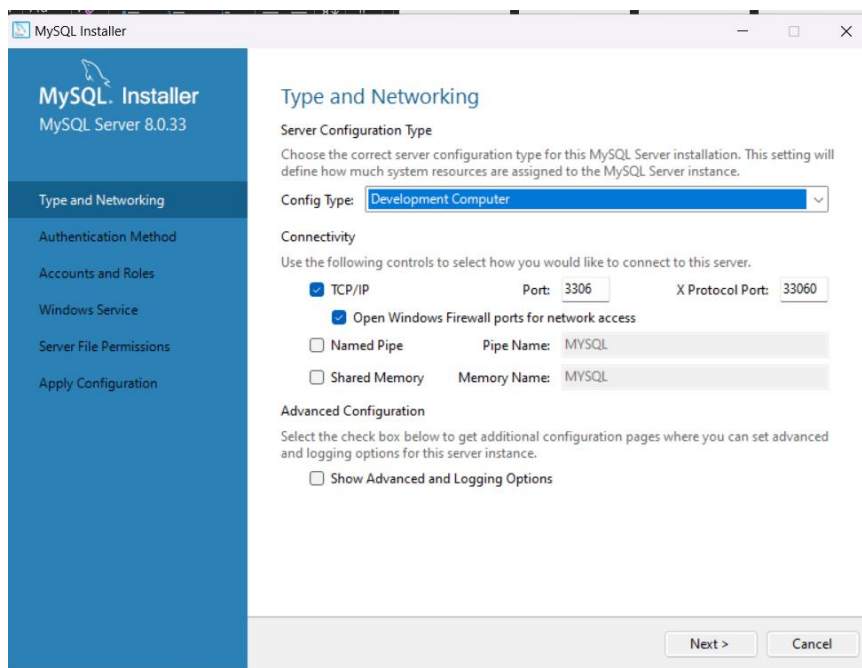 MySQL Installer
MySQL. Installer
MySQL Server 8.0.33
Type and Networking
Authentication Method
Accounts and Roles
Windows Service
Server File Permissions
Apply Configuration
Type and Networking
Server Configuration Type
Choose the correct server configuration type for this MySQL Server installation. This setting will
define how much system resources are assigned to the MySQL Server instance.
Config Type: Development Computer
Connectivity
Use the following controls to select how you would like to connect to this server.
TCP/IP Port: 3306 X Protocol Port: 33060
Open Windows Firewall ports for network access
Named Pipe Pipe Name: MYSQL
Shared Memory Memory Name: MYSQL
Advanced Configuration
Select the check box below to get additional configuration pages where you can set advanced
and logging options for this server instance.
Show Advanced and Logging Options
Next > Cancel